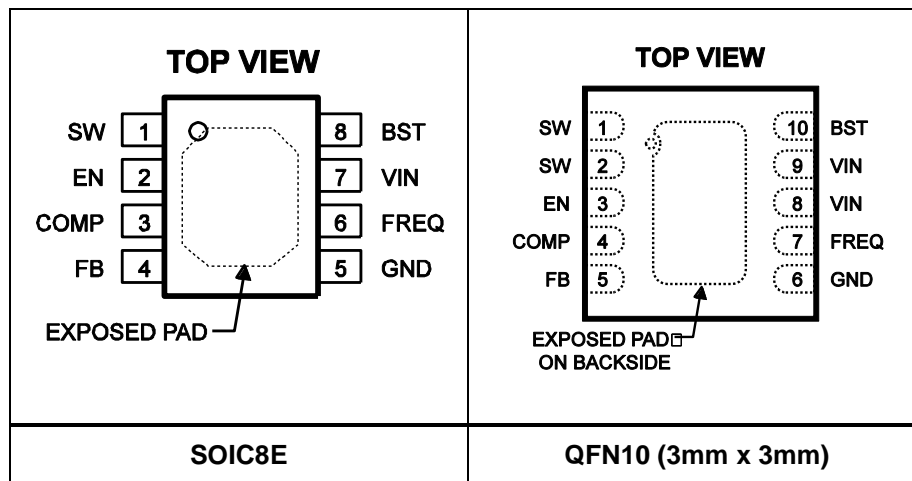 TOP VIEW
SW 1 8 BST
EN 2 7 VIN
COMP 3 6 FREQ
FB 4 5 GND
EXPOSED PAD
SOIC8E
TOP VIEW
SW 1 10 BST
SW 2 9 VIN
EN 3 8 VIN
COMP 4 7 FREQ
FB 5 6 GND
EXPOSED PAD□
ON BACKSIDE
QFN10 (3mm x 3mm)